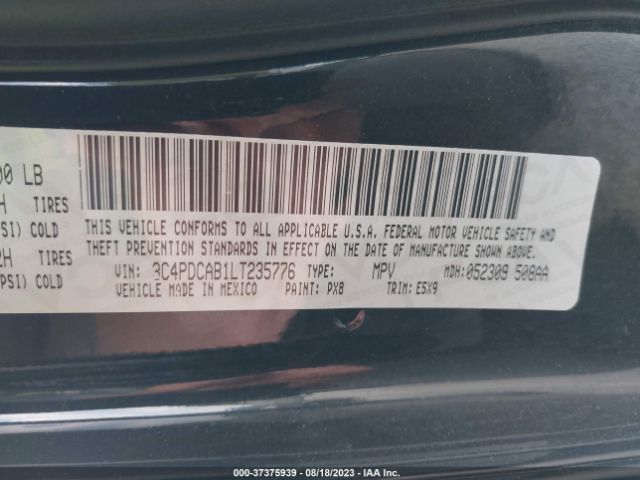 00 LB
H TIRES
PSI) COLD
2H TIRES
PSI) COLD
THIS VEHICLE CONFORMS TO ALL APPLICABLE U.S.A. FEDERAL MOTOR VEHICLE SAFETY AND
THEFT PREVENTION STANDARDS IN EFFECT ON THE DATE OF MANUFACTURE SHOWN ABOVE.
VIN: 3C4PDCAB1LT235776 TYPE: MPV MDH:052309 508AA
VEHICLE MADE IN MEXICO PAINT: PX8 TRIM: E5X9
000-37375939 - 08/18/2023 - IAA Inc.